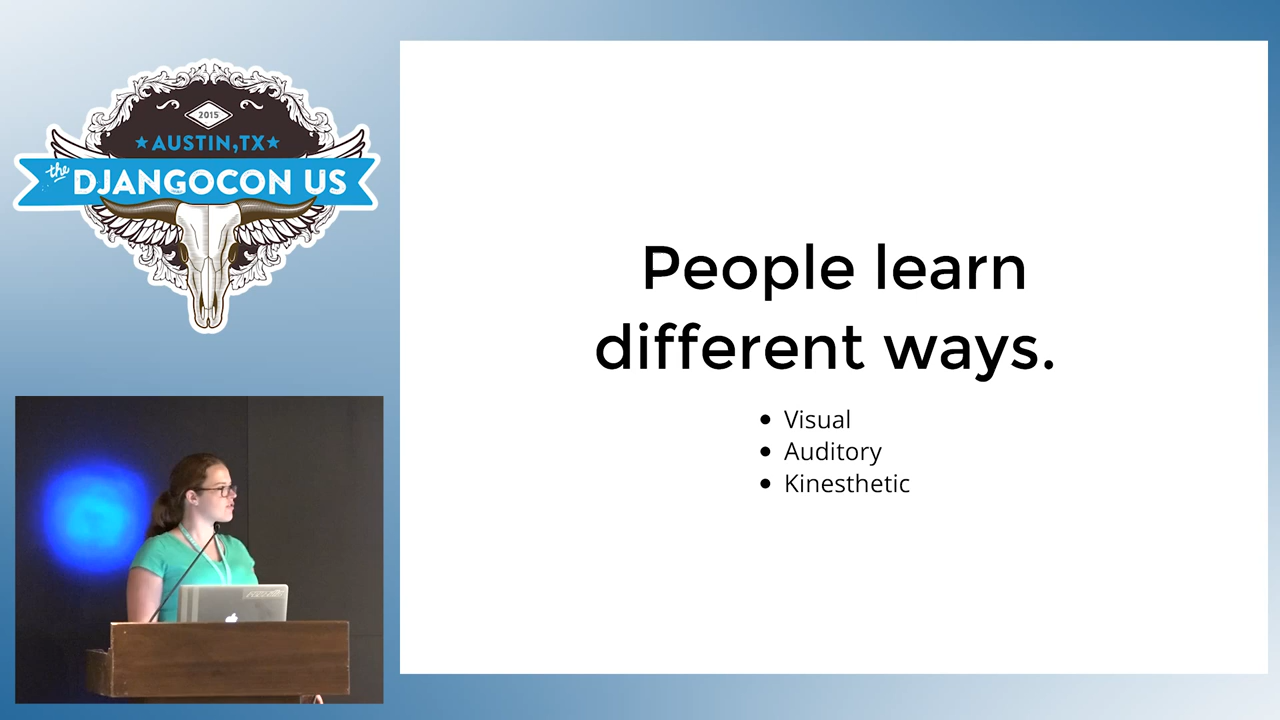 2015
AUSTIN, TX
the
DJANGOCON US
People learn
different ways.
Visual
Auditory
Kinesthetic